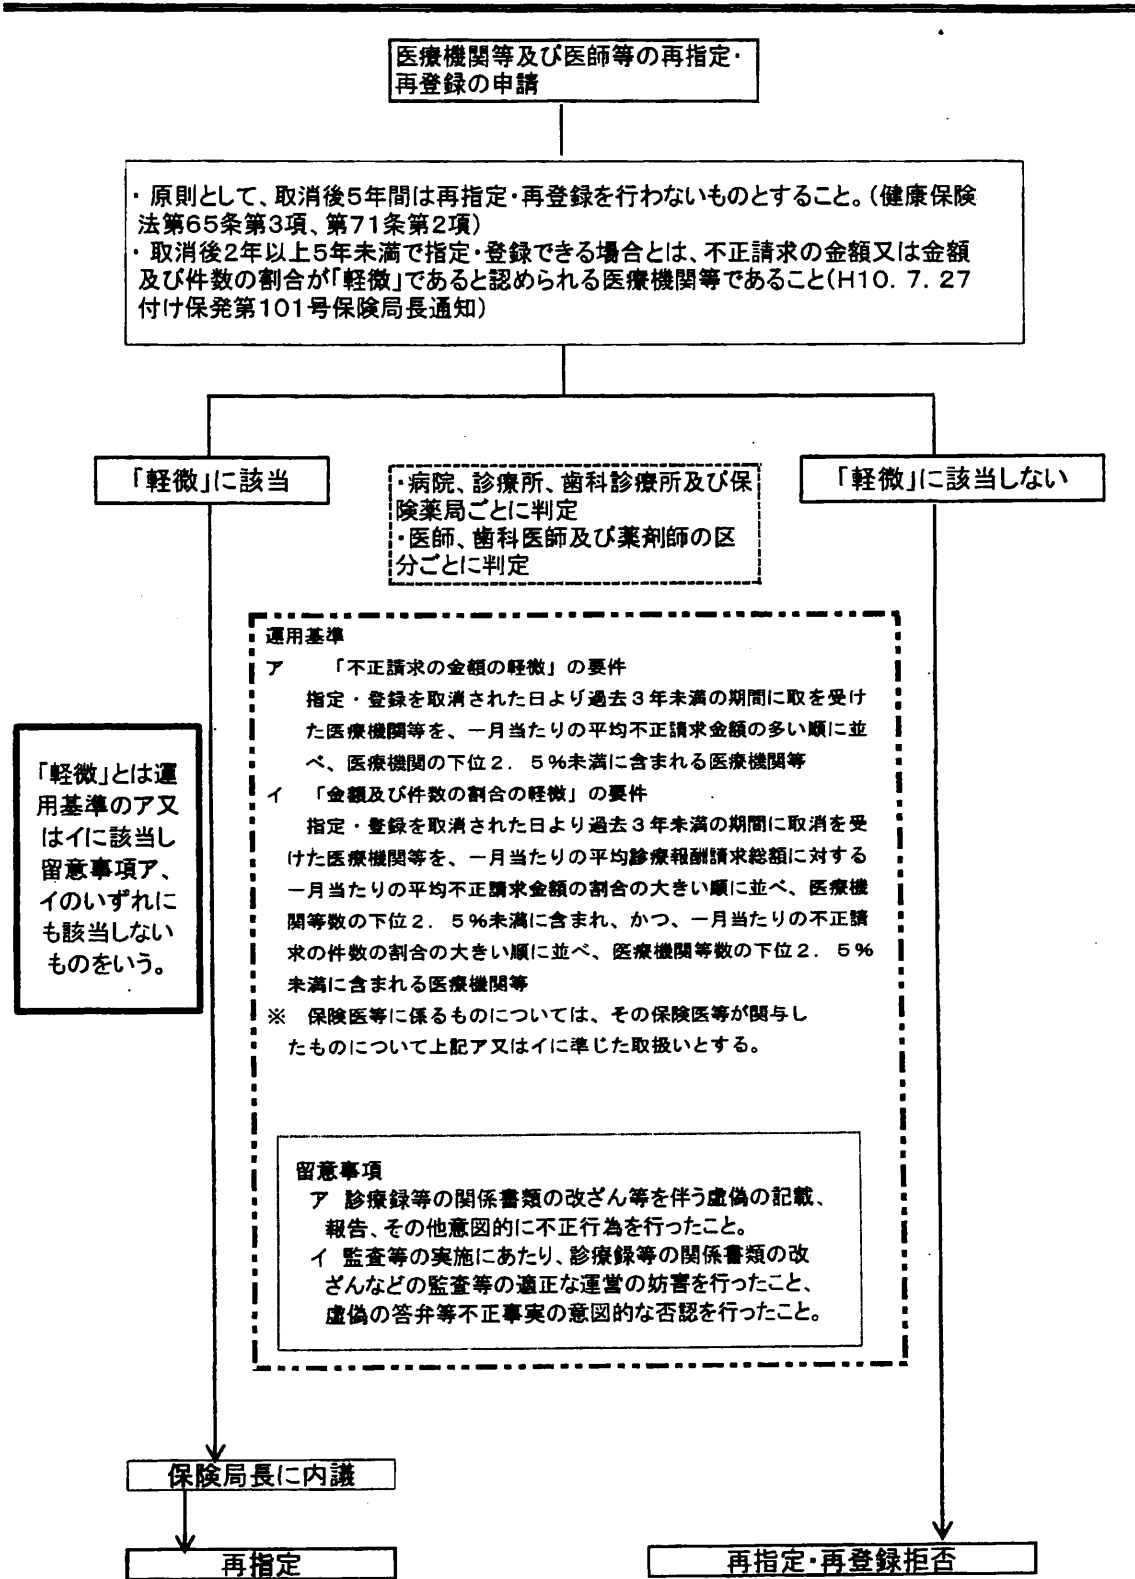 医療機関等及び医師等の再指定・
再登録の申請
・ 原則として、取消後5年間は再指定・再登録を行わないものとすること。(健康保険
法第65条第3項、第71条第2項)
・ 取消後2年以上5年未満で指定・登録できる場合とは、不正請求の金額又は金額
及び件数の割合が「軽微」であると認められる医療機関等であること(H10. 7. 27
付け保発第101号保険局長通知)
「軽微」に該当
・病院、診療所、歯科診療所及び保
険薬局ごとに判定
・医師、歯科医師及び薬剤師の区
分ごとに判定
「軽微」に該当しない
運用基準
ア 「不正請求の金額の軽微」の要件
指定・登録を取消された日より過去3年未満の期間に取を受け
た医療機関等を、一月当たりの平均不正請求金額の多い順に並
べ、医療機関の下位2. 5%未満に含まれる医療機関等
イ 「金額及び件数の割合の軽微」の要件
指定・登録を取消された日より過去3年未満の期間に取消を受
けた医療機関等を、一月当たりの平均診療報酬請求総額に対する
一月当たりの平均不正請求金額の割合の大きい順に並べ、医療機
関等数の下位2. 5%未満に含まれ、かつ、一月当たりの不正請
求の件数の割合の大きい順に並べ、医療機関等数の下位2. 5%
未満に含まれる医療機関等
※ 保険医等に係るものについては、その保険医等が関与し
たものについて上記ア又はイに準じた取扱いとする。
「軽微」とは運
用基準のア又
はイに該当し
留意事項ア、
イのいずれに
も該当しない
ものをいう。
留意事項
ア 診療録等の関係書類の改ざん等を伴う虚偽の記載、
報告、その他意図的に不正行為を行ったこと。
イ 監査等の実施にあたり、診療録等の関係書類の改
ざんなどの監査等の適正な運営の妨害を行ったこと、
虚偽の答弁等不正事実の意図的な否認を行ったこと。
保険局長に内議
再指定
再指定・再登録拒否